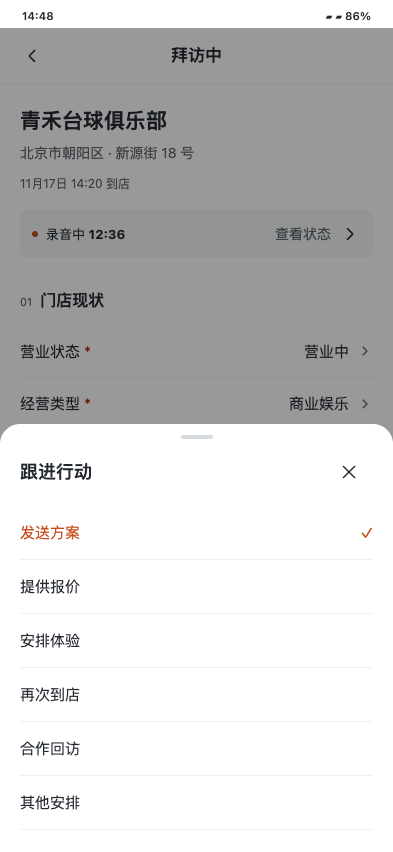 14:48
86%
拜访中
青禾台球俱乐部
北京市朝阳区 · 新源街 18 号
11月17日 14:20 到店
录音中 12:36 查看状态
01 门店现状
营业状态 * 营业中
经营类型 * 商业娱乐
跟进行动
发送方案
提供报价
安排体验
再次到店
合作回访
其他安排